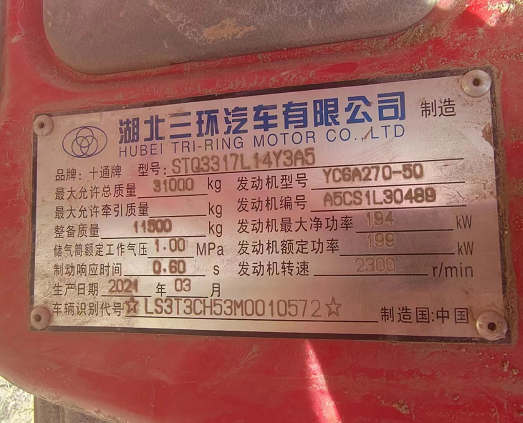 湖北三环汽车有限公司 制造
HUBEI TRI-RING MOTOR CO.,LTD
品牌: 十通牌 型号: STQ3317L14Y3A5
最大允许总质量 31000 kg 发动机型号 YC6A270-50
最大允许牵引质量 kg 发动机编号 A5CS1L30489
整备质量 11500 kg 发动机最大净功率 194 kW
储气筒额定工作气压 1.00 MPa 发动机额定功率 199 kW
制动响应时间 0.60 s 发动机转速 2300 r/min
生产日期 2021 年 03 月
车辆识别代号 ☆LS3T3CH53M0010572☆ 制造国:中国